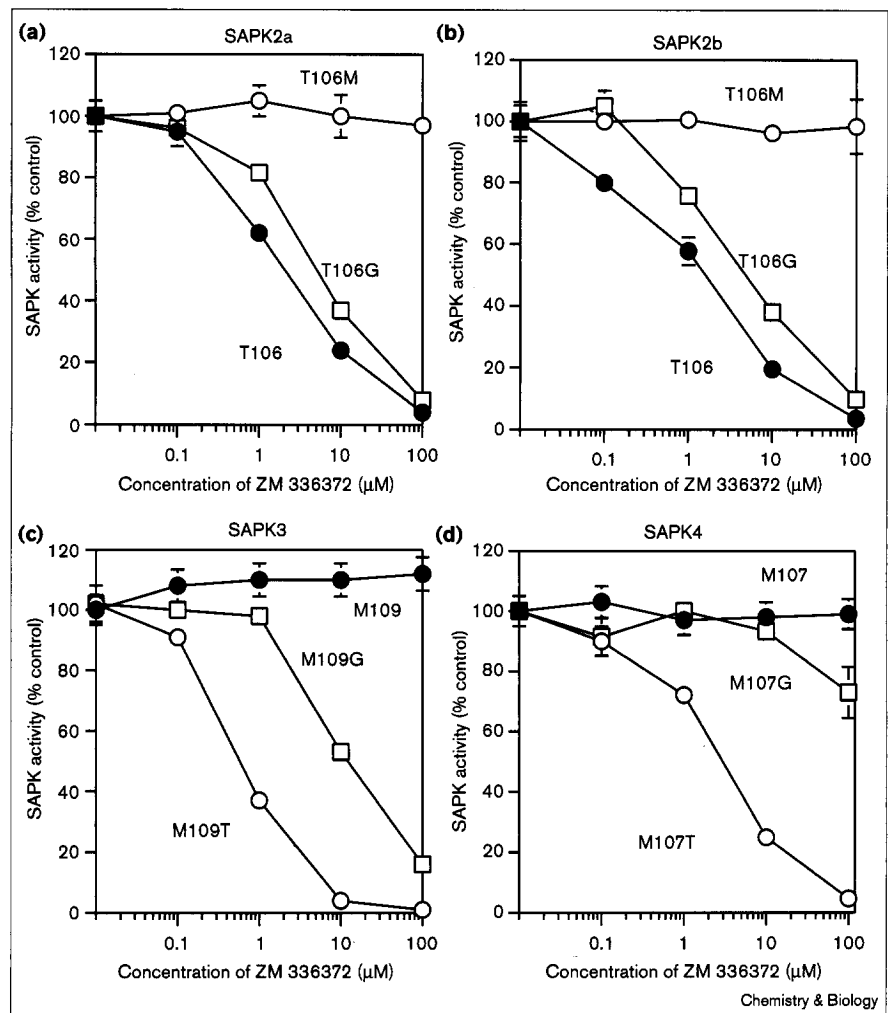 (a)
SAPK2a
120
100
80
60
40
20
0
SAPK activity (% control)
T106M
T106G
T106
0.1 1 10 100
Concentration of ZM 336372 (µM)
(b)
SAPK2b
120
100
80
60
40
20
0
SAPK activity (% control)
T106M
T106G
T106
0.1 1 10 100
Concentration of ZM 336372 (µM)
(c)
SAPK3
120
100
80
60
40
20
0
SAPK activity (% control)
M109
M109G
M109T
0.1 1 10 100
Concentration of ZM 336372 (µM)
(d)
SAPK4
120
100
80
60
40
20
0
SAPK activity (% control)
M107
M107G
M107T
0.1 1 10 100
Concentration of ZM 336372 (µM)
Chemistry & Biology